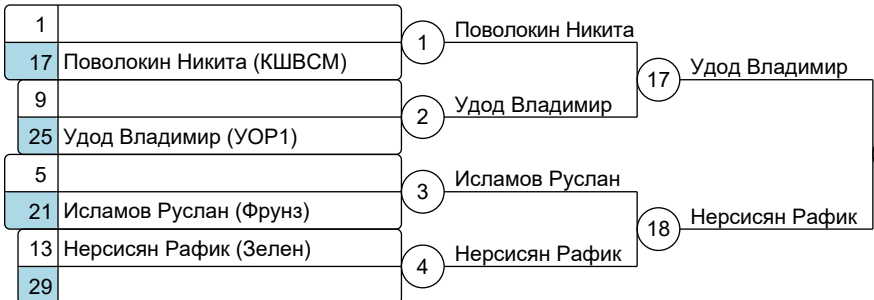 1
17 Поволокин Никита (КШВСМ)
9
25 Удод Владимир (УОР1)
5
21 Исламов Руслан (Фрунз)
13 Нерсисян Рафик (Зелен)
29
1 Поволокин Никита
2 Удод Владимир
3 Исламов Руслан
4 Нерсисян Рафик
17 Удод Владимир
18 Нерсисян Рафик